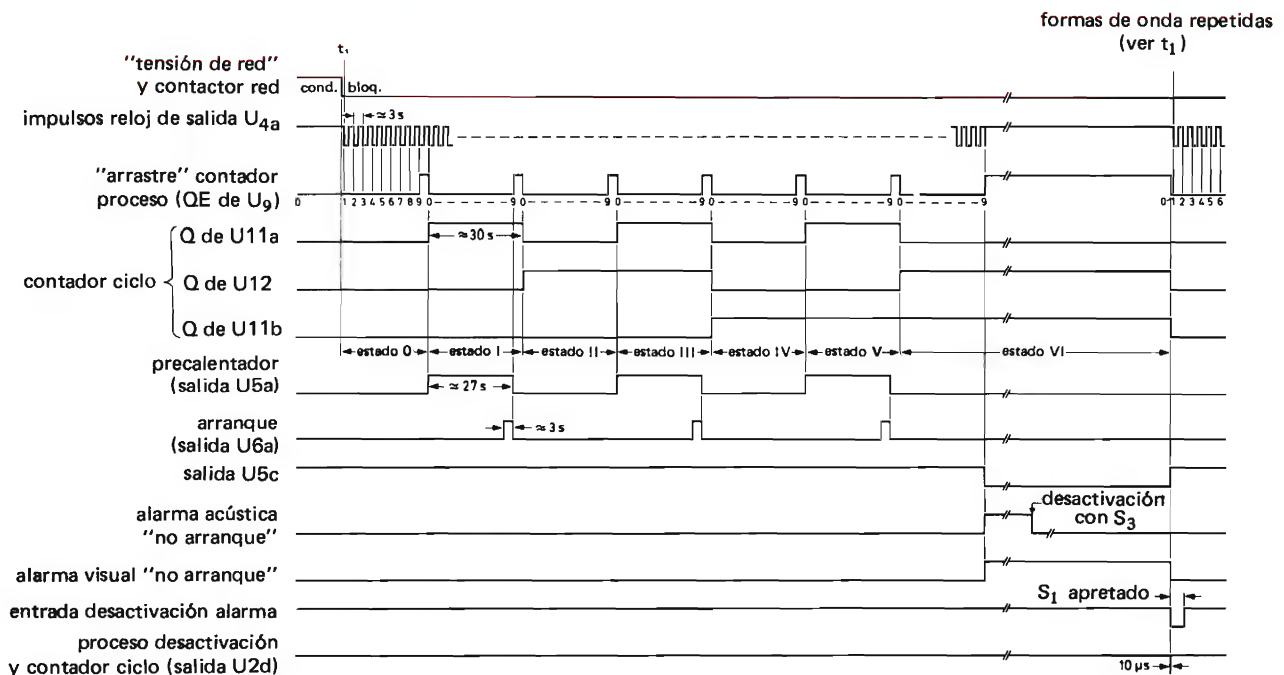 formas de onda repetidas
(ver t1)
t1
"tensión de red"
y contactor red
cond. bloq.
impulsos reloj de salida U4a
≈3s
"arrastre" contador
proceso (QE de U9)
0 1 2 3 4 5 6 7 8 9 0 -----9 0 -----9 0 -----9 0 -----9 0 -----9 0 -----9 0-1 2 3 4 5 6
contador ciclo
Q de U11a
≈30 s
Q de U12
Q de U11b
estado 0 estado I estado II estado III estado IV estado V estado VI
precalentador
(salida U5a)
≈ 27 s
arranque
(salida U6a)
≈ 3 s
salida U5c
alarma acústica
"no arranque"
desactivación
con S3
alarma visual "no arranque"
entrada desactivación alarma
S1 apretado
proceso desactivación
y contador ciclo (salida U2d)
10 µs